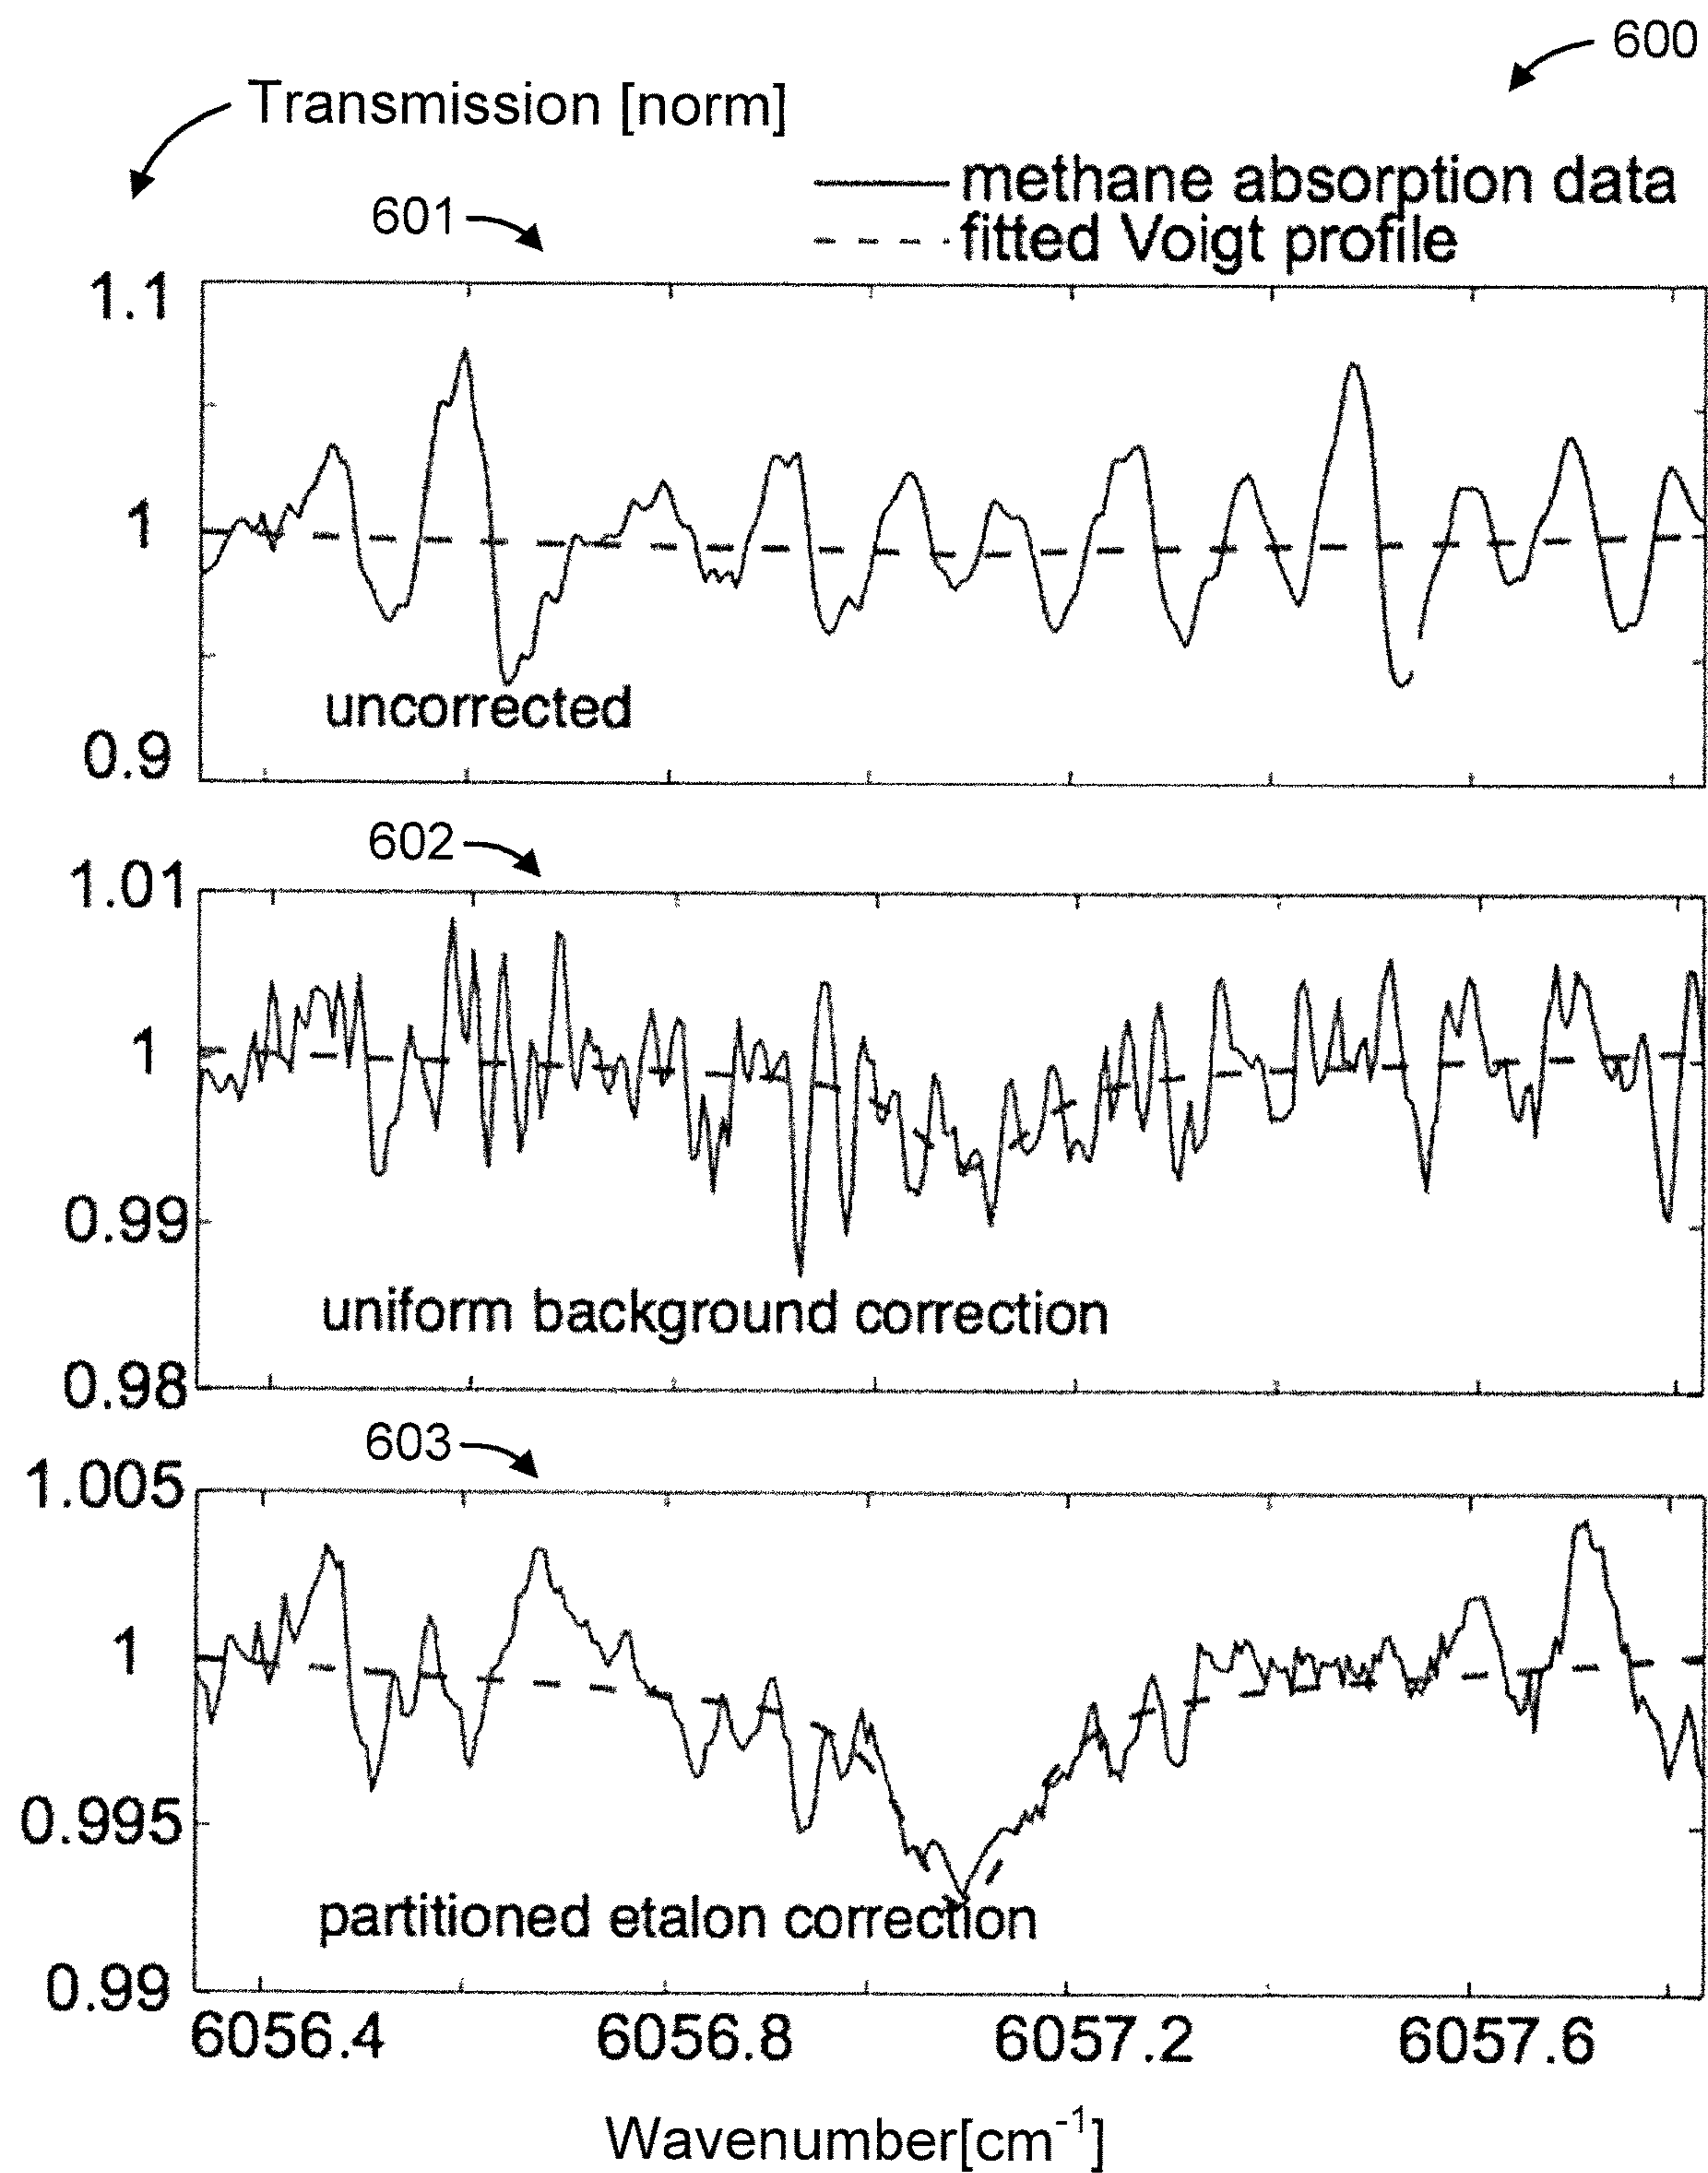 600
Transmission [norm]
methane absorption data
601
fitted Voigt profile
1.1
1
uncorrected
0.9
602
1.01
1
0.99
uniform background correction
0.98
603
1.005
1
0.995
partitioned etalon correction
0.99
6056.4 6056.8 6057.2 6057.6
Wavenumber[cm⁻¹]